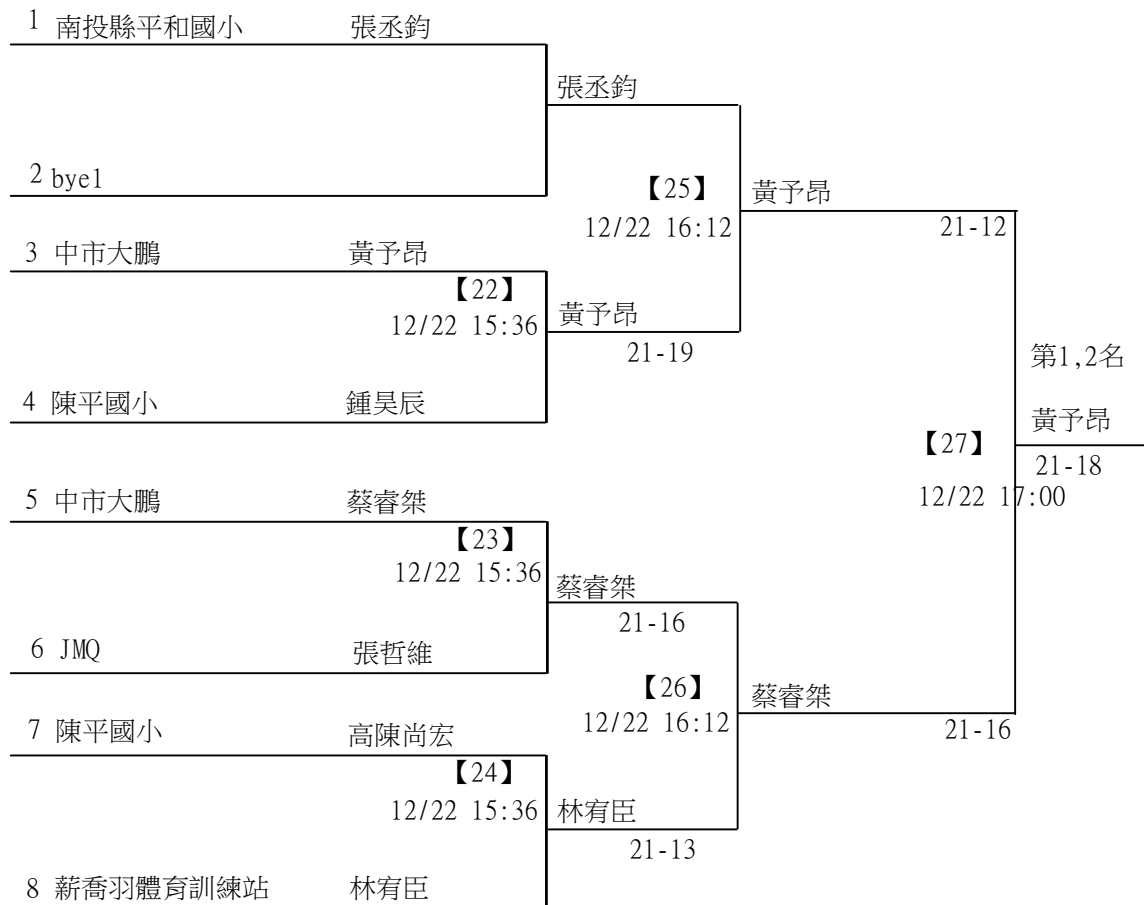 1 南投縣平和國小 張丞鈞
張丞鈞
2 bye1
【25】
黃予昂
12/22 16:12
21-12
3 中市大鵬 黃予昂
【22】
12/22 15:36
黃予昂
21-19
第1,2名
4 陳平國小 鍾昊辰
黃予昂
【27】
21-18
12/22 17:00
5 中市大鵬 蔡睿桀
【23】
12/22 15:36
蔡睿桀
21-16
6 JMQ 張哲維
【26】
蔡睿桀
12/22 16:12
21-16
7 陳平國小 高陳尚宏
【24】
12/22 15:36
林宥臣
21-13
8 薪喬羽體育訓練站 林宥臣